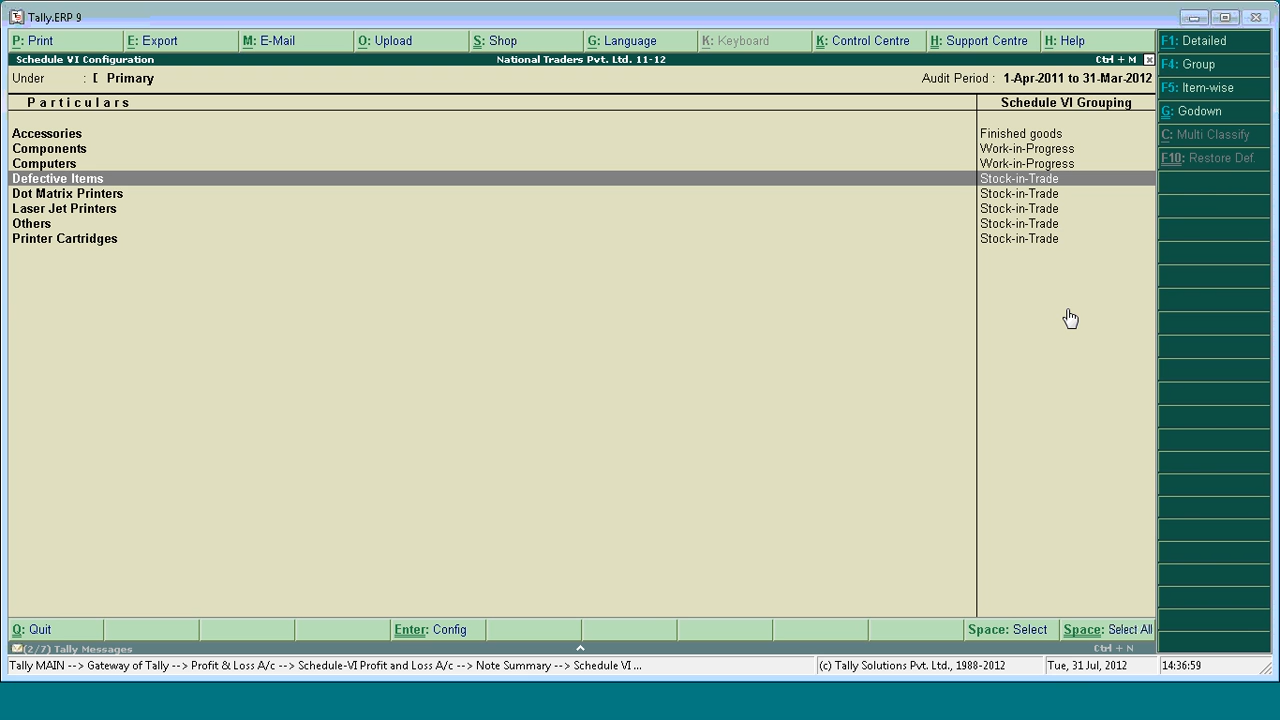 Tally.ERP 9
P: Print E: Export M: E-Mail O: Upload S: Shop G: Language K: Keyboard K: Control Centre H: Support Centre H: Help F1: Detailed
Schedule VI Configuration National Traders Pvt. Ltd. 11-12 Ctrl + M
F4: Group
Under : [ Primary Audit Period : 1-Apr-2011 to 31-Mar-2012
F5: Item-wise
Particulars Schedule VI Grouping
G: Godown
Accessories Finished goods
C: Multi Classify
Components Work-in-Progress
Computers Work-in-Progress
F10: Restore Def.
Defective Items Stock-in-Trade
Dot Matrix Printers Stock-in-Trade
Laser Jet Printers Stock-in-Trade
Others Stock-in-Trade
Printer Cartridges Stock-in-Trade
Q: Quit Enter: Config Space: Select Space: Select All
(2/7) Tally Messages Ctrl + N
Tally MAIN --> Gateway of Tally --> Profit & Loss A/c --> Schedule-VI Profit and Loss A/c --> Note Summary --> Schedule VI ... (c) Tally Solutions Pvt. Ltd., 1988-2012 Tue, 31 Jul, 2012 14:36:59